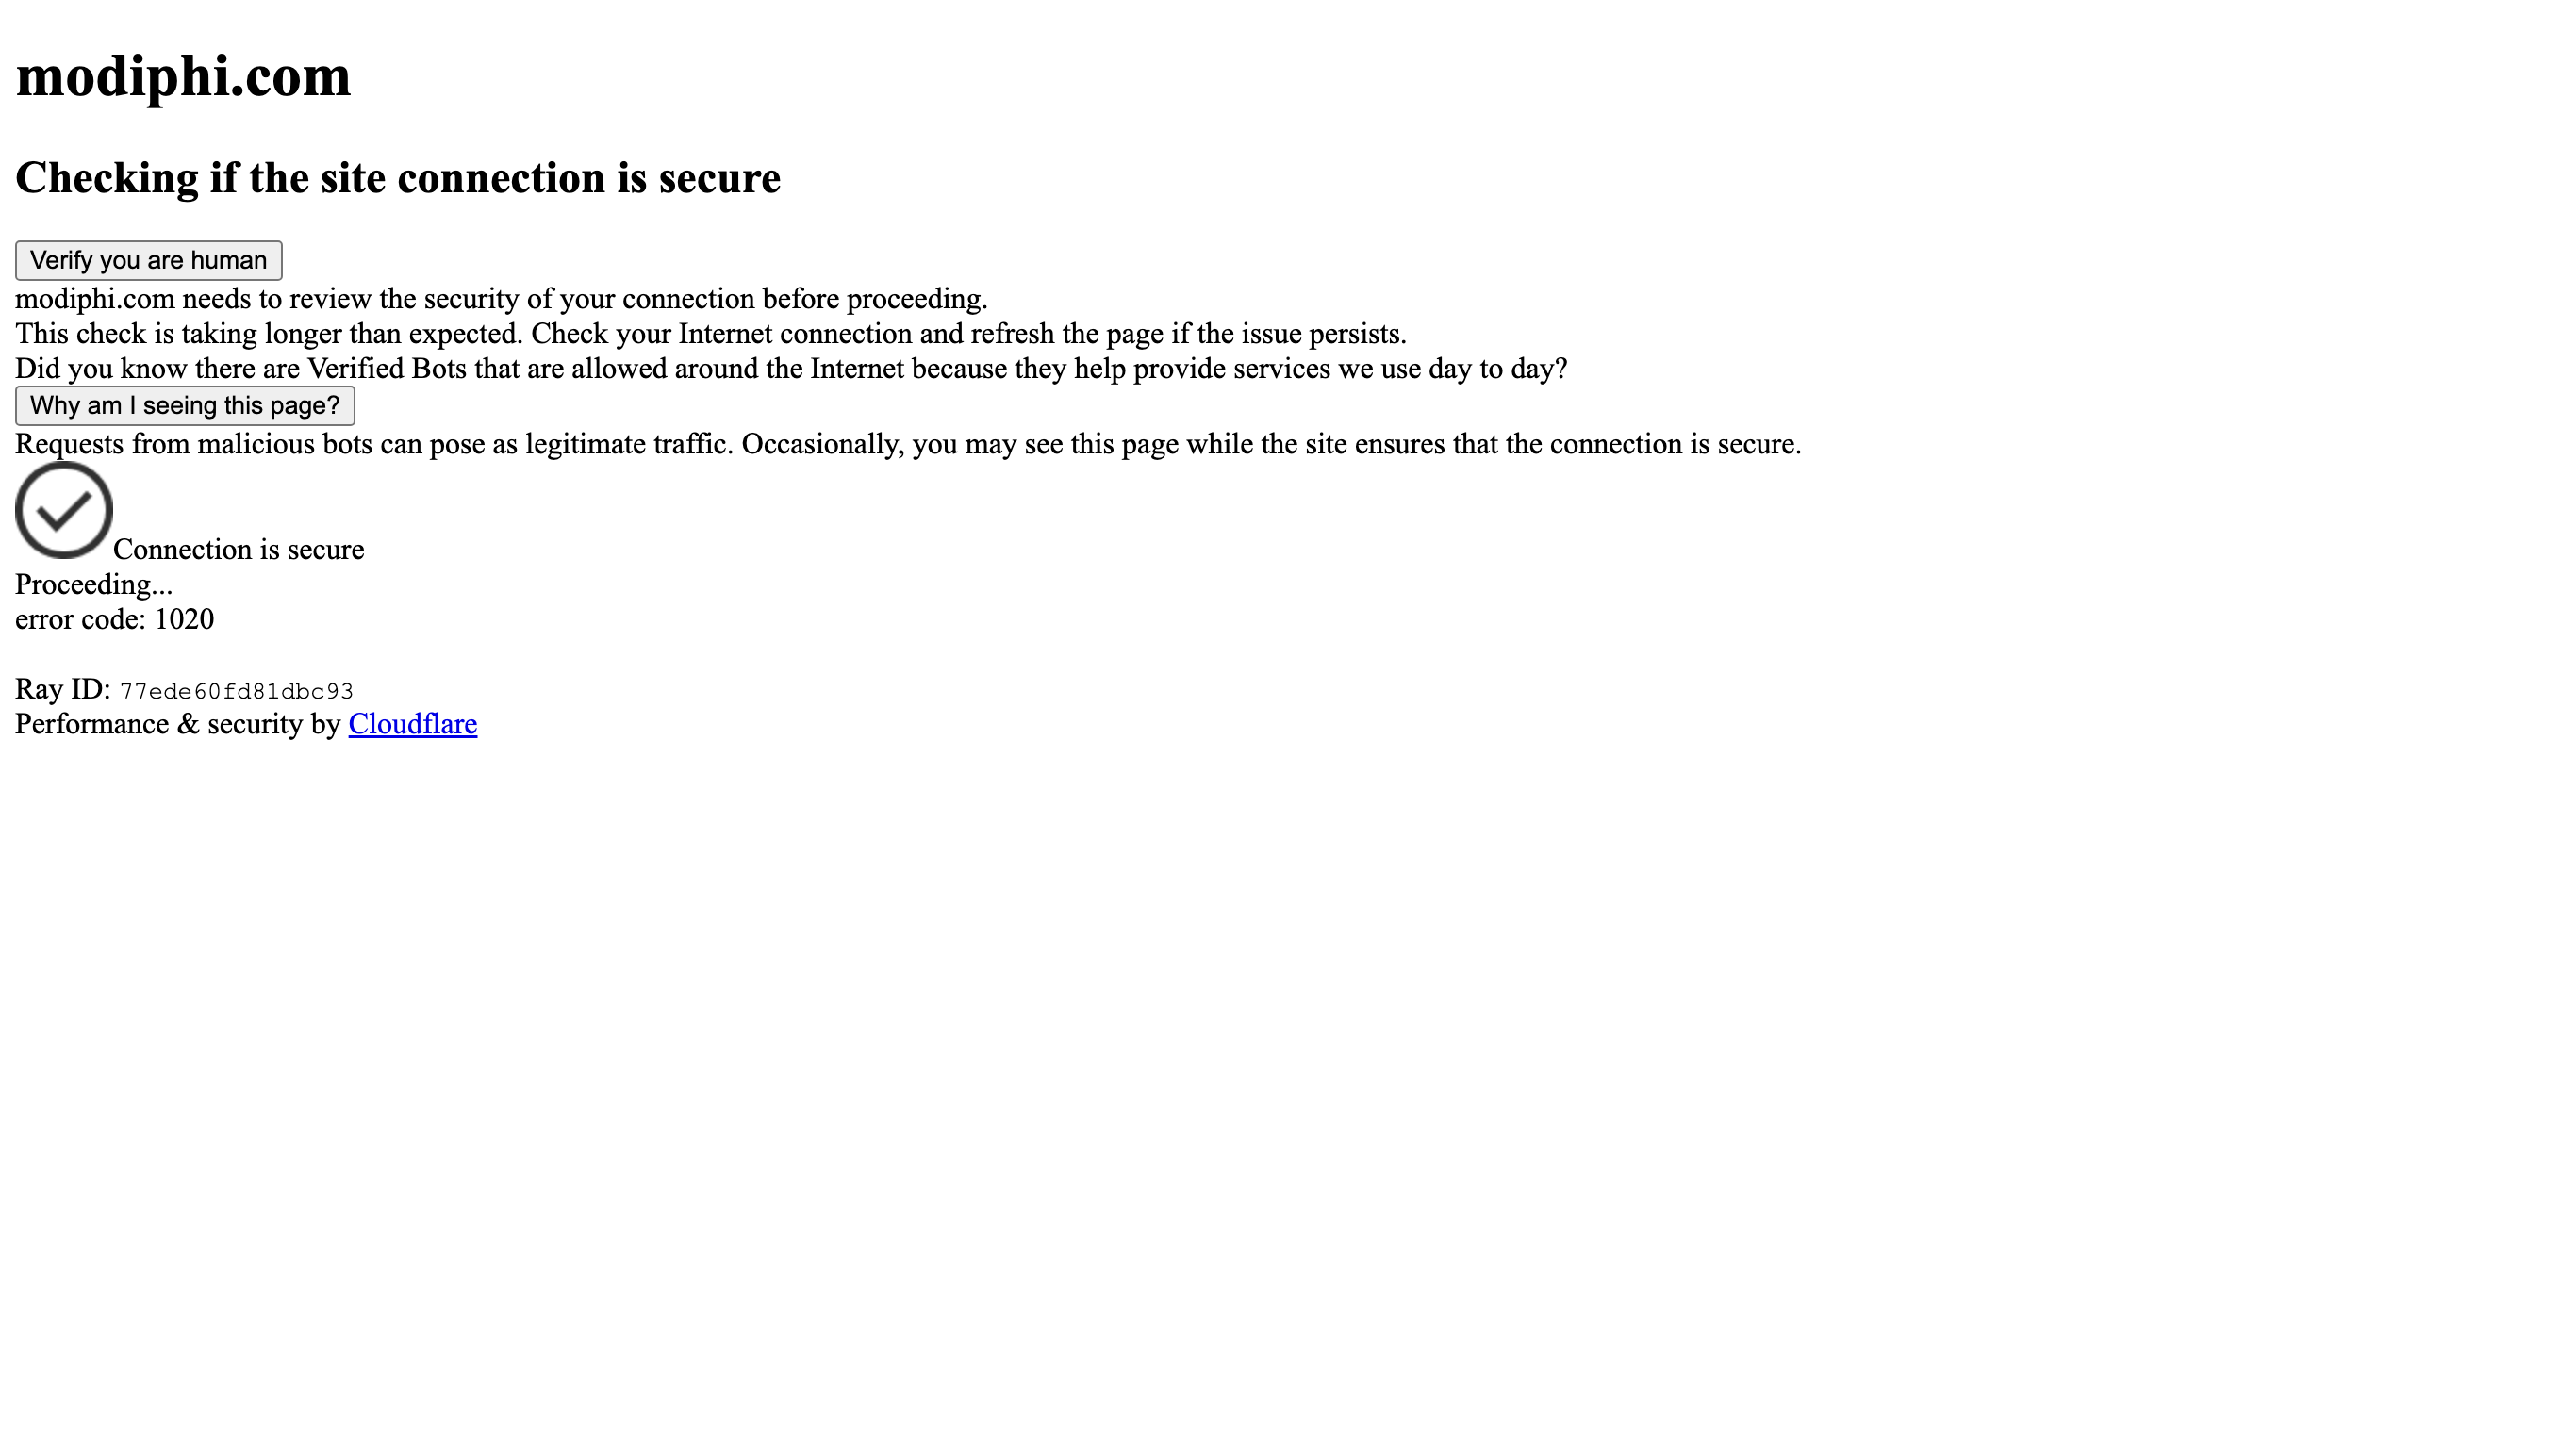 modiphi.com
Checking if the site connection is secure
Verify you are human
modiphi.com needs to review the security of your connection before proceeding.
This check is taking longer than expected. Check your Internet connection and refresh the page if the issue persists.
Did you know there are Verified Bots that are allowed around the Internet because they help provide services we use day to day?
Why am I seeing this page?
Requests from malicious bots can pose as legitimate traffic. Occasionally, you may see this page while the site ensures that the connection is secure.
Connection is secure
Proceeding...
error code: 1020
Ray ID: 77ede60fd81dbc93
Performance & security by Cloudflare